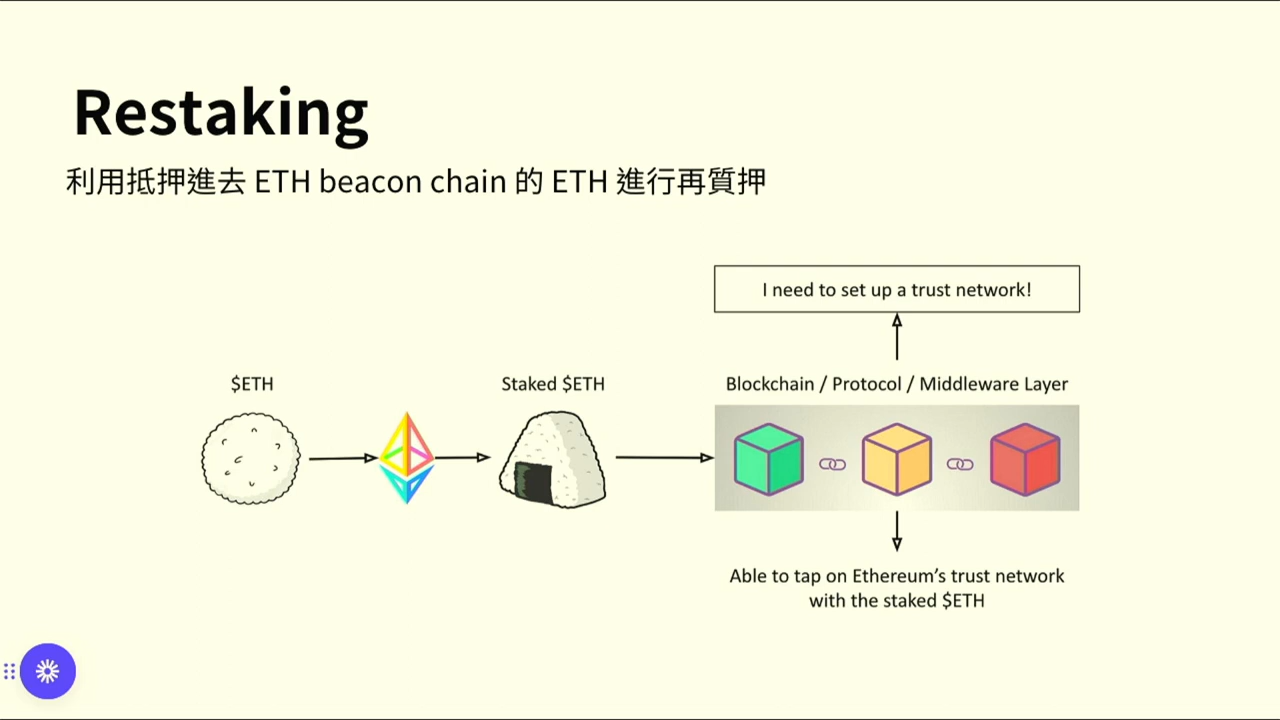 Restaking
利用抵押進去 ETH beacon chain 的 ETH 進行再質押
I need to set up a trust network!
$ETH
Staked $ETH
Blockchain / Protocol / Middleware Layer
Able to tap on Ethereum’s trust network
with the staked $ETH